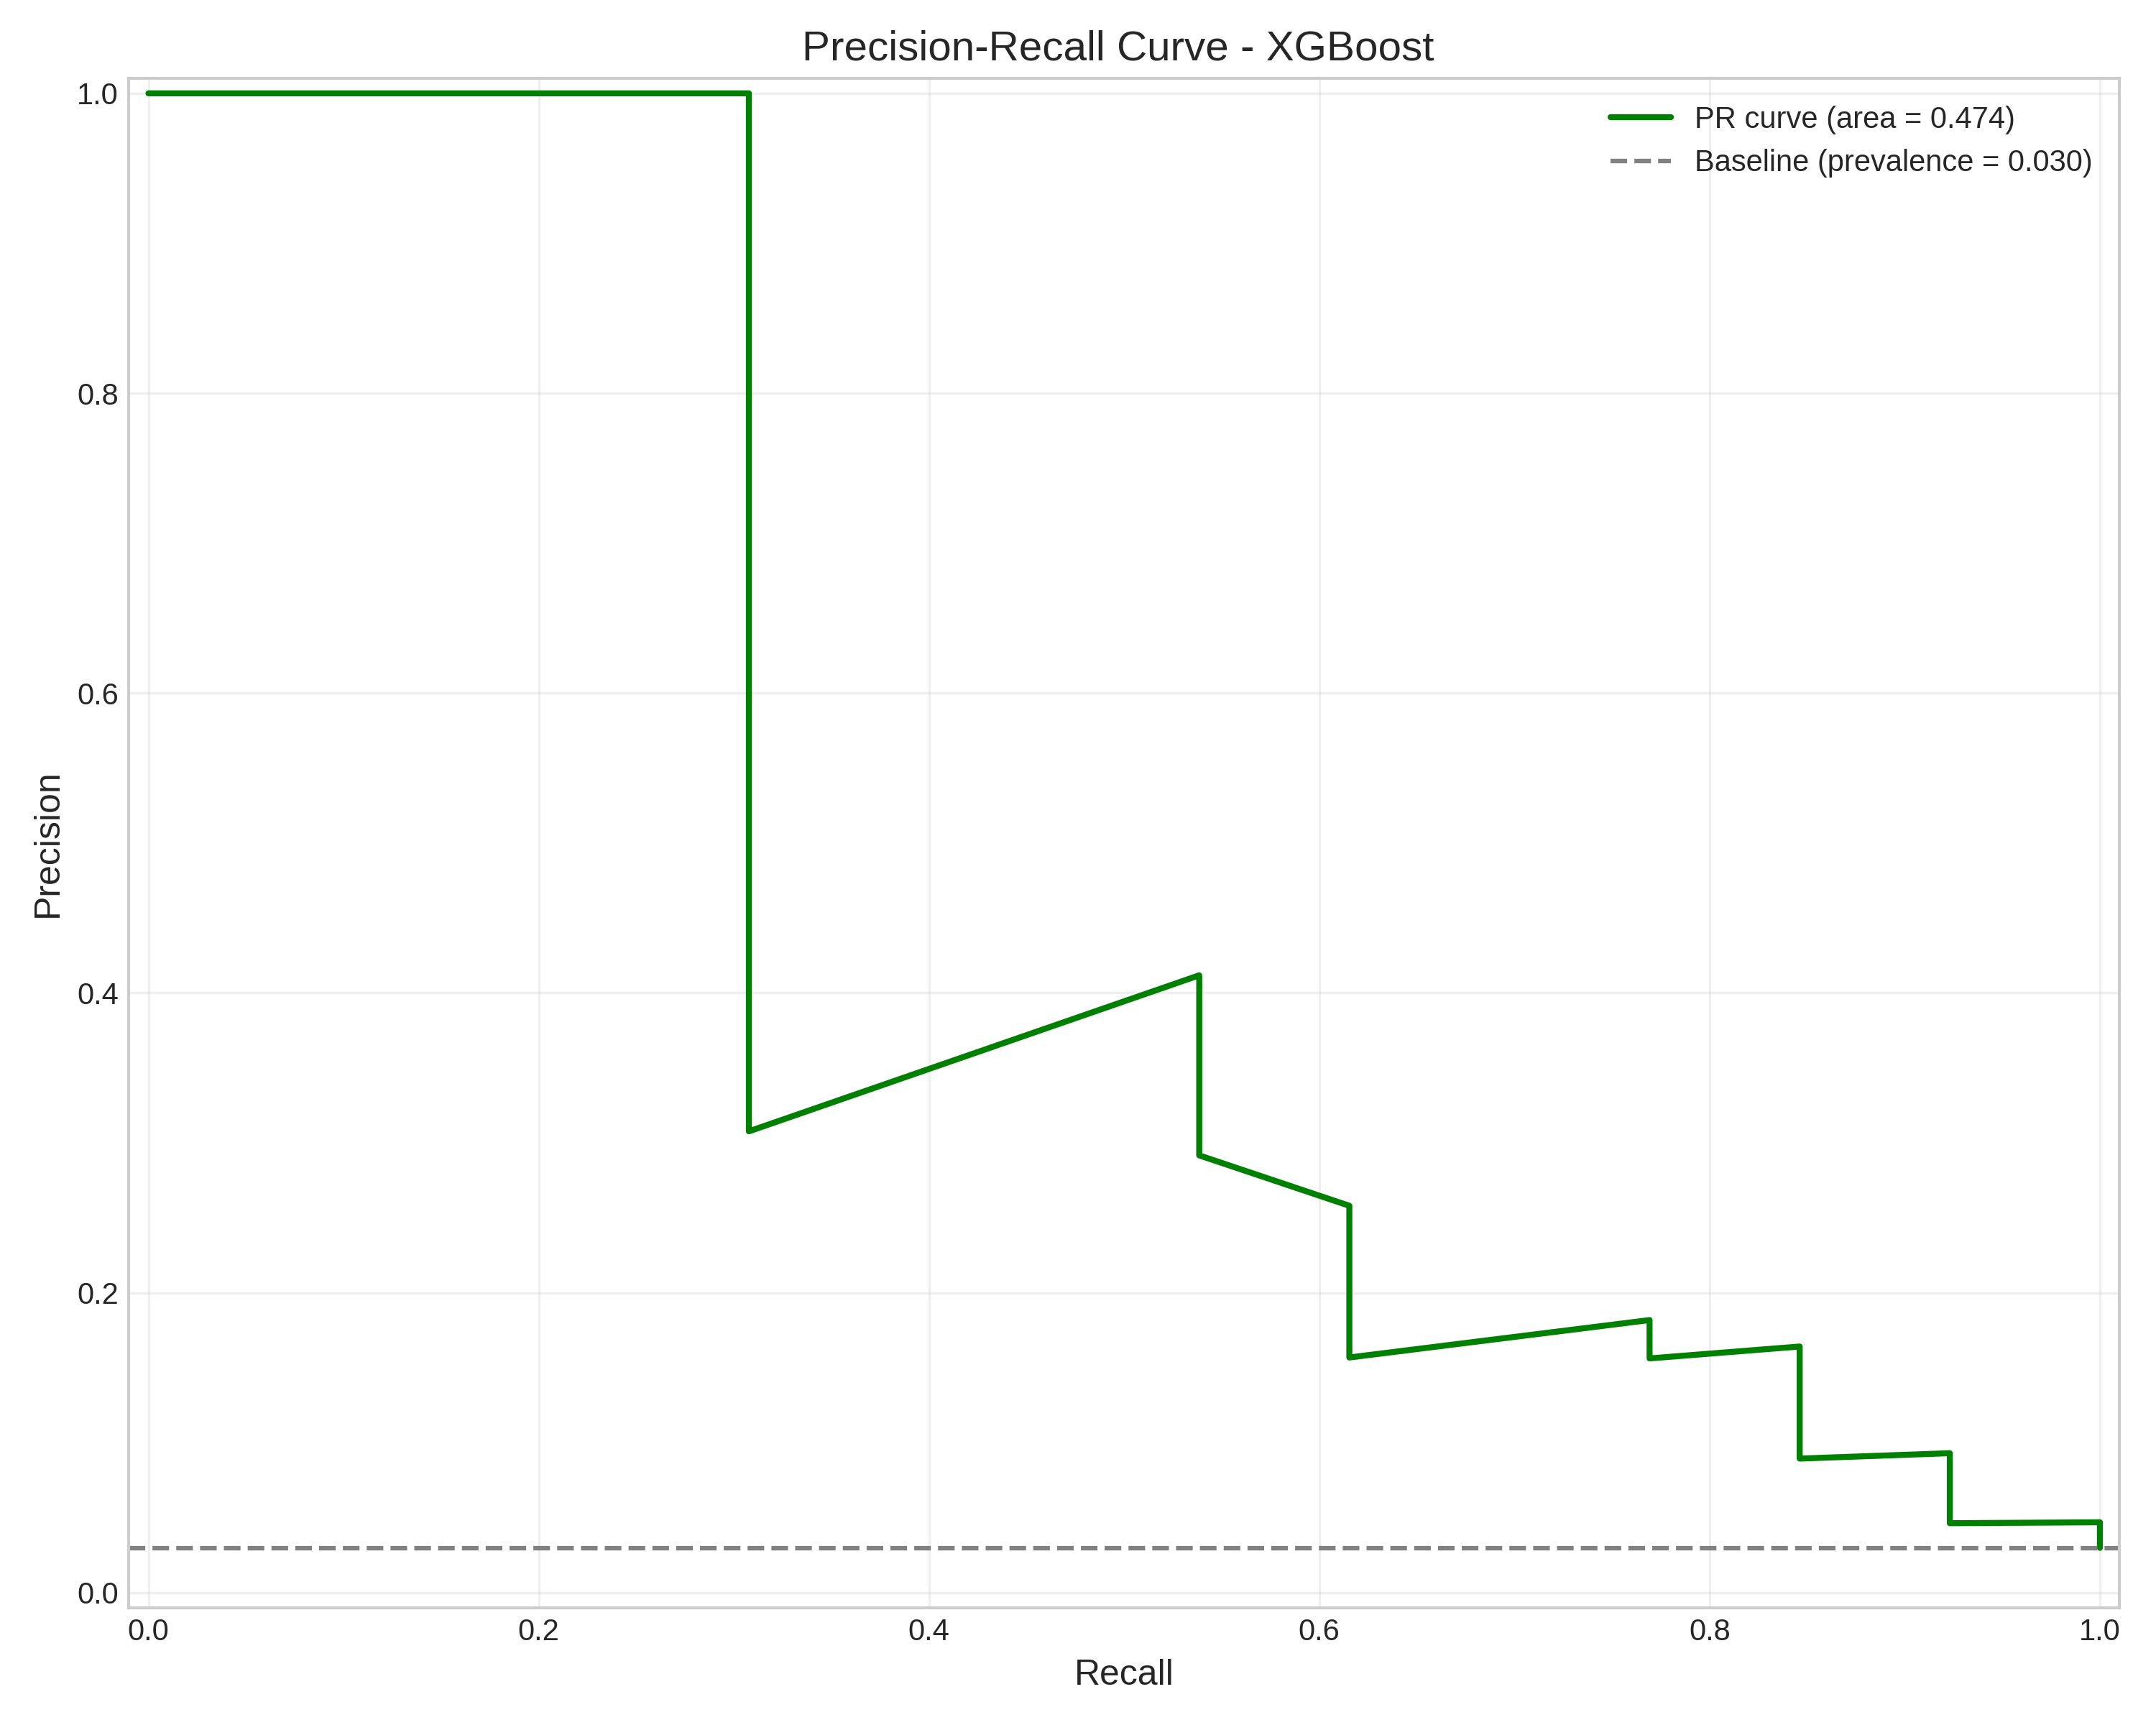 Precision-Recall Curve - XGBoost
PR curve (area = 0.474)
Baseline (prevalence = 0.030)
Precision
1.0
0.8
0.6
0.4
0.2
0.0
0.0 0.2 0.4 0.6 0.8 1.0
Recall